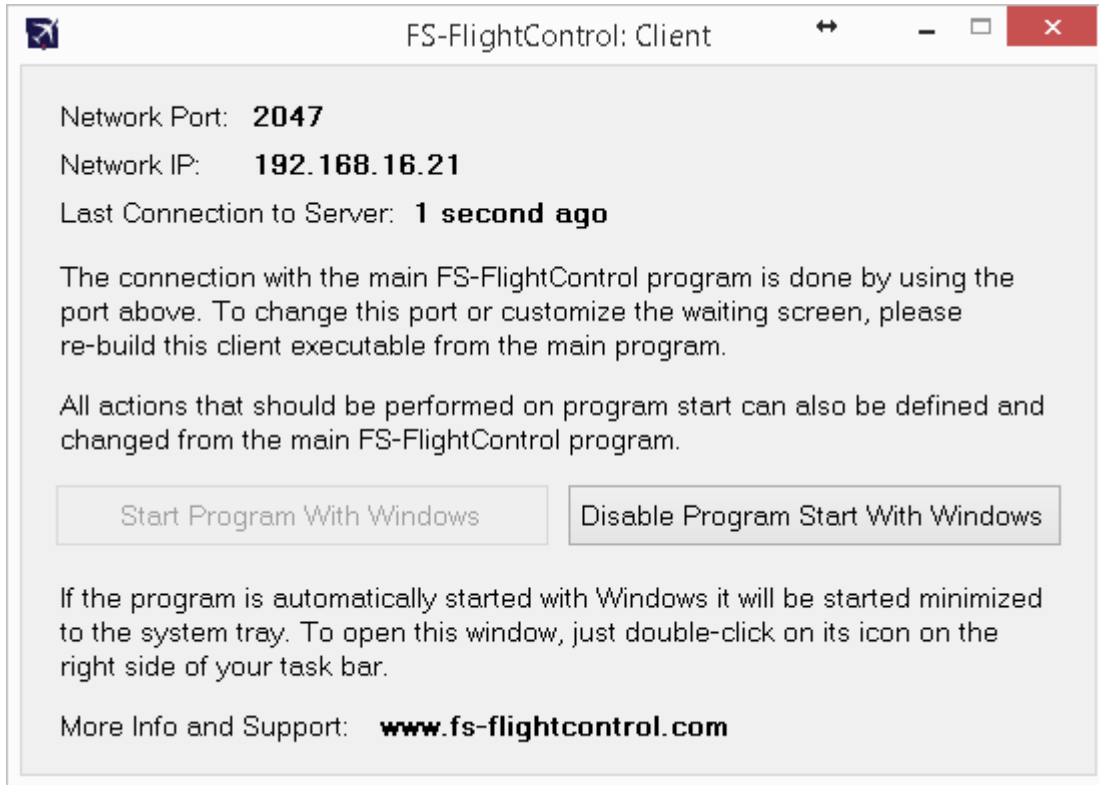 FS-FlightControl: Client
Network Port: 2047
Network IP: 192.168.16.21
Last Connection to Server: 1 second ago
The connection with the main FS-FlightControl program is done by using the
port above. To change this port or customize the waiting screen, please
re-build this client executable from the main program.
All actions that should be performed on program start can also be defined and
changed from the main FS-FlightControl program.
Start Program With Windows
Disable Program Start With Windows
If the program is automatically started with Windows it will be started minimized
to the system tray. To open this window, just double-click on its icon on the
right side of your task bar.
More Info and Support: www.fs-flightcontrol.com